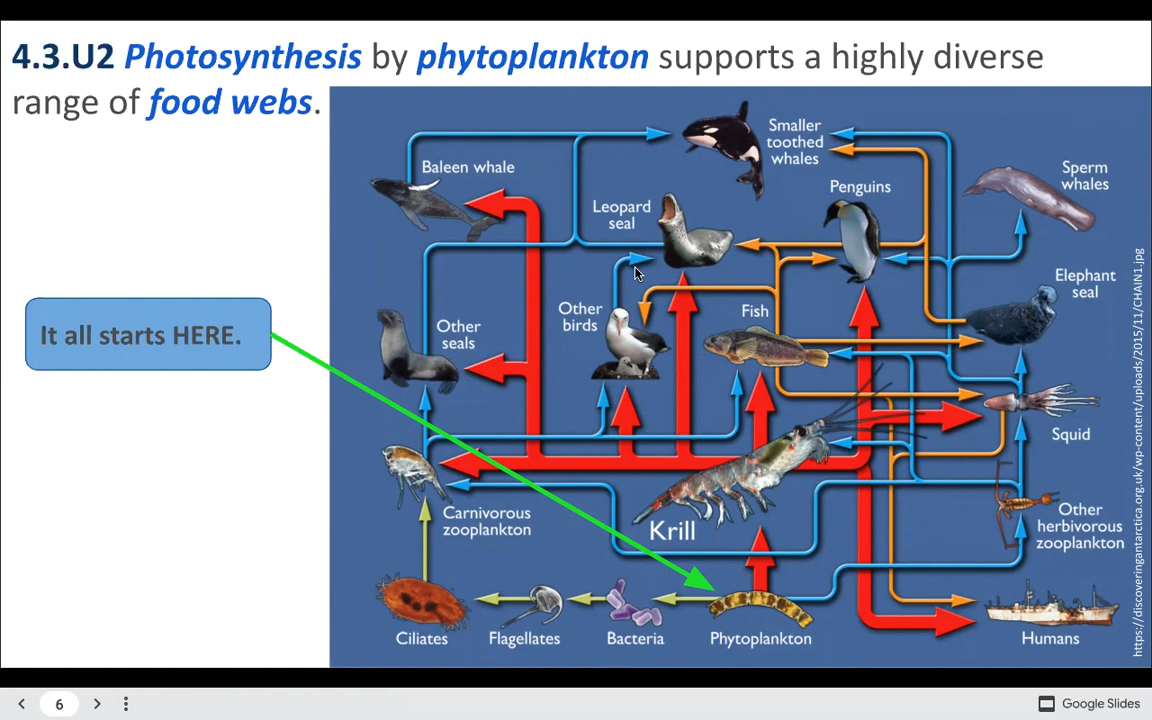 4.3.U2 Photosynthesis by phytoplankton supports a highly diverse
range of food webs.
It all starts HERE.
Baleen whale
Smaller
toothed
whales
Sperm
whales
Penguins
Leopard
seal
Elephant
seal
Other
birds
Fish
Other
seals
Squid
Carnivorous
zooplankton
Krill
Other
herbivorous
zooplankton
Ciliates
Flagellates
Bacteria
Phytoplankton
Humans
https://discoveringantarctica.org.uk/wp-content/uploads/2015/11/CHAIN1.jpg
6
Google Slides